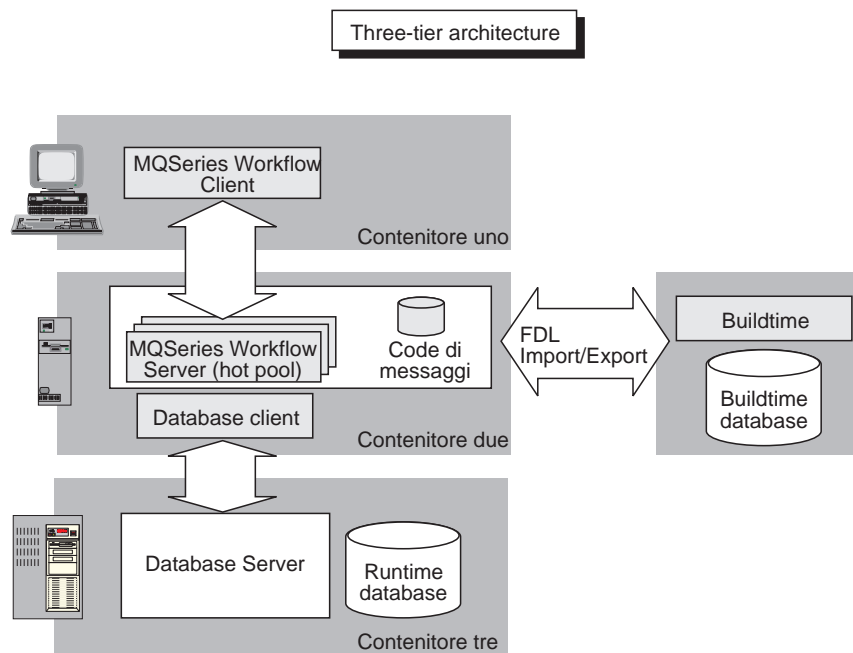 Three-tier architecture
MQSeries Workflow
Client
Contenitore uno
MQSeries Workflow
Server (hot pool)
Code di
messaggi
Database client
Contenitore due
FDL
Import/Export
Buildtime
Buildtime
database
Database Server
Runtime
database
Contenitore tre